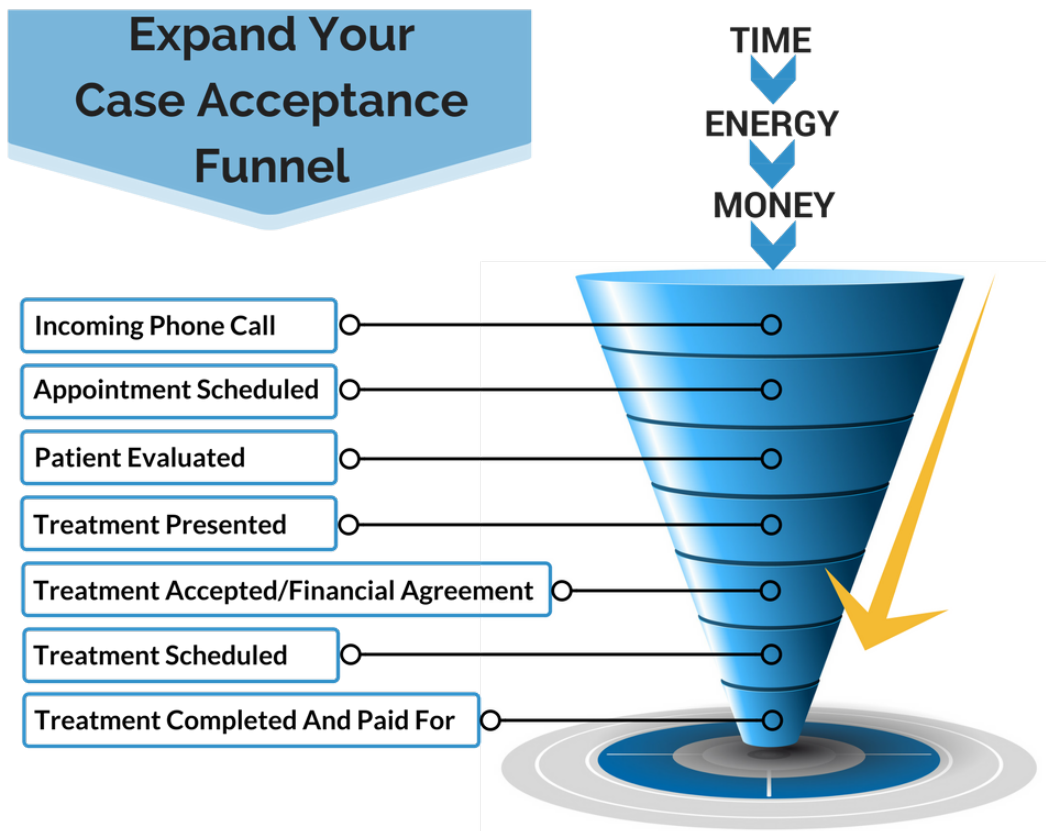 Expand Your
Case Acceptance
Funnel
TIME
ENERGY
MONEY
Incoming Phone Call
Appointment Scheduled
Patient Evaluated
Treatment Presented
Treatment Accepted/Financial Agreement
Treatment Scheduled
Treatment Completed And Paid For